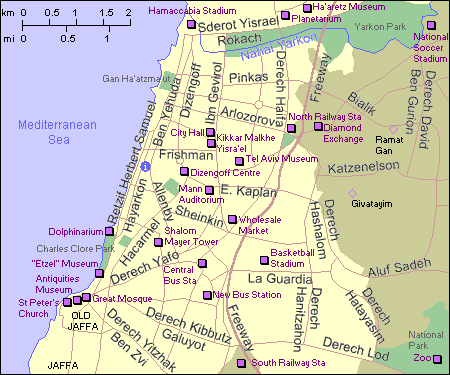 km 0 0.5 1 1.5 2
mi 0 0.5 1
Hamaccabia Stadium
Ha'aretz Museum
Planetarium
Sderot Yisrael
Rokach
Nahal Yarkon
Yarkon Park
National
Soccer
Stadium
Gan Ha'atzma'ut
Pinkas
Dizengoff
Ben Yehuda
Ibn Gevirol
Derech Haifa
Freeway
Arlozorova
Bialik
Derech David
Ben Gurion
Mediterranean
Sea
City Hall
Kikkar Malkhe
Yisra'el
North Railway Sta
Diamond
Exchange
Ramat
Gan
Frishman
Tel Aviv Museum
Katzenelson
Retzif Herbert Samuel
Hayarkon
1
Dizengoff Centre
Mann
Auditorium
E. Kaplan
Givatayim
Allenby
Sheinkin
Wholesale
Market
Derech
Hashalom
Dolphinarium
Charles Clore Park
Hacarmel
Shalom
Mayer Tower
"Etzel" Museum
Derech Yafo
Central
Bus Sta
Basketball
Stadium
Aluf Sadeh
Antiquities
Museum
La Guardia
Derech
Hanitzahon
Derech
Hatayasim
St Peter's
Church
Great Mosque
New Bus Station
OLD
JAFFA
Derech Kibbutz
Galuyot
Freeway
Derech Yitzhak
Ben Zvi
Derech Lod
National
Park
Zoo
JAFFA
South Railway Sta